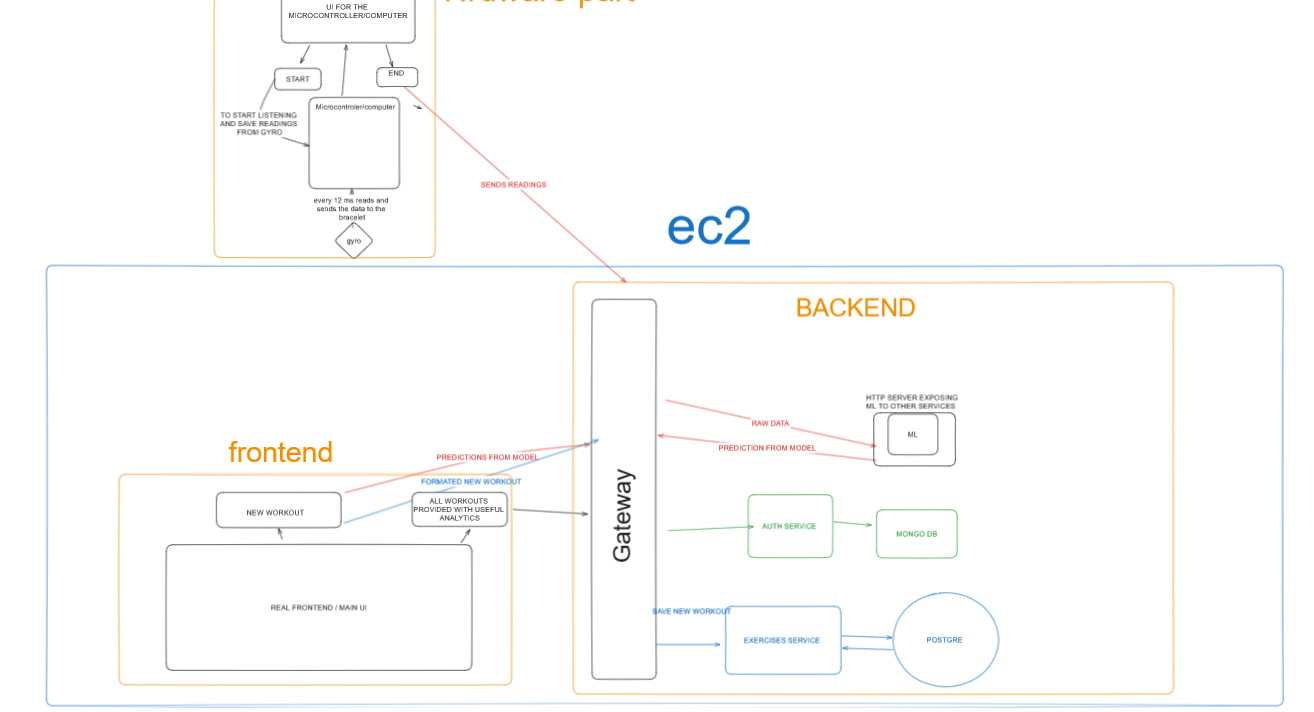 UI FOR THE
MICROCONTROLLER/COMPUTER
START
END
Microcontroler/computer
TO START LISTENING
AND SAVE READINGS
FROM GYRO
every 12 ms reads and
sends the data to the
bracelet
gyro
SENDS READINGS
ec2
BACKEND
Gateway
HTTP SERVER EXPOSING
ML TO OTHER SERVICES
ML
RAW DATA
PREDICTION FROM MODEL
AUTH SERVICE
MONGO DB
SAVE NEW WORKOUT
EXERCISES SERVICE
POSTGRE
frontend
PREDICTIONS FROM MODEL
FORMATED NEW WORKOUT
NEW WORKOUT
ALL WORKOUTS
PROVIDED WITH USEFUL
ANALYTICS
REAL FRONTEND / MAIN UI